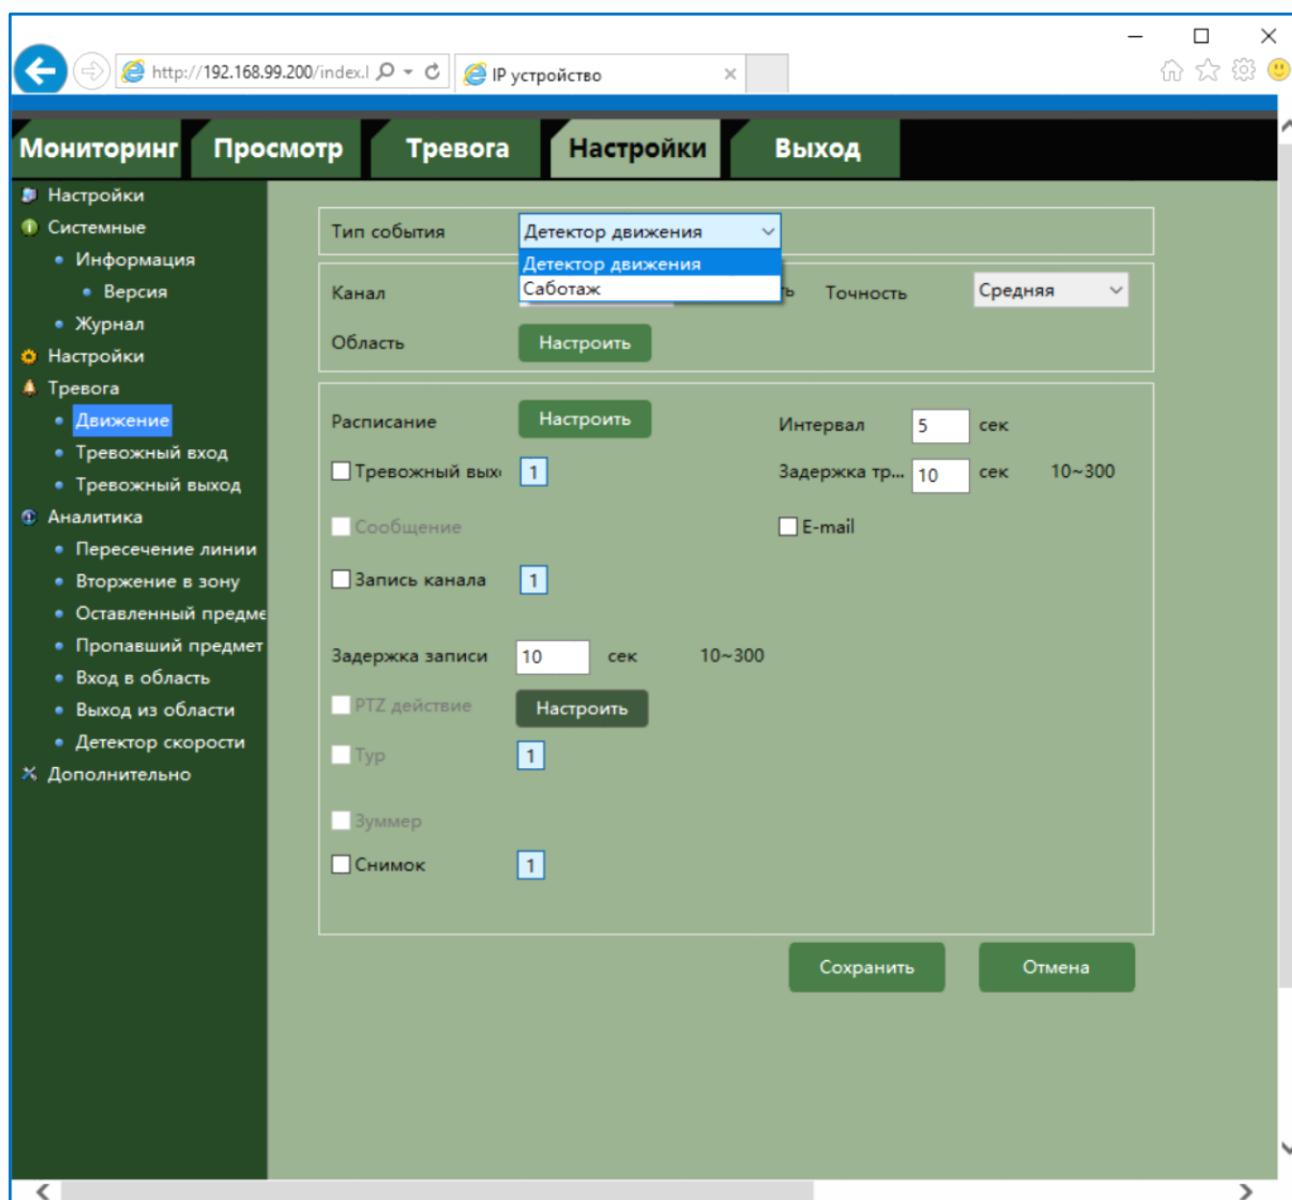 http://192.168.99.200/index.l
IP устройство
Мониторинг Просмотр Тревога Настройки Выход
Настройки
Системные
Информация
Версия
Журнал
Настройки
Тревога
Движение
Тревожный вход
Тревожный выход
Аналитика
Пересечение линии
Вторжение в зону
Оставленный предме
Пропавший предмет
Вход в область
Выход из области
Детектор скорости
Дополнительно
Тип события Детектор движения
Детектор движения
Саботаж
Канал ь Точность Средняя
Область Настроить
Расписание Настроить Интервал 5 сек
Тревожный вых 1 Задержка тр... 10 сек 10~300
Сообщение E-mail
Запись канала 1
Задержка записи 10 сек 10~300
PTZ действие Настроить
Тур 1
Зуммер
Снимок 1
Сохранить Отмена